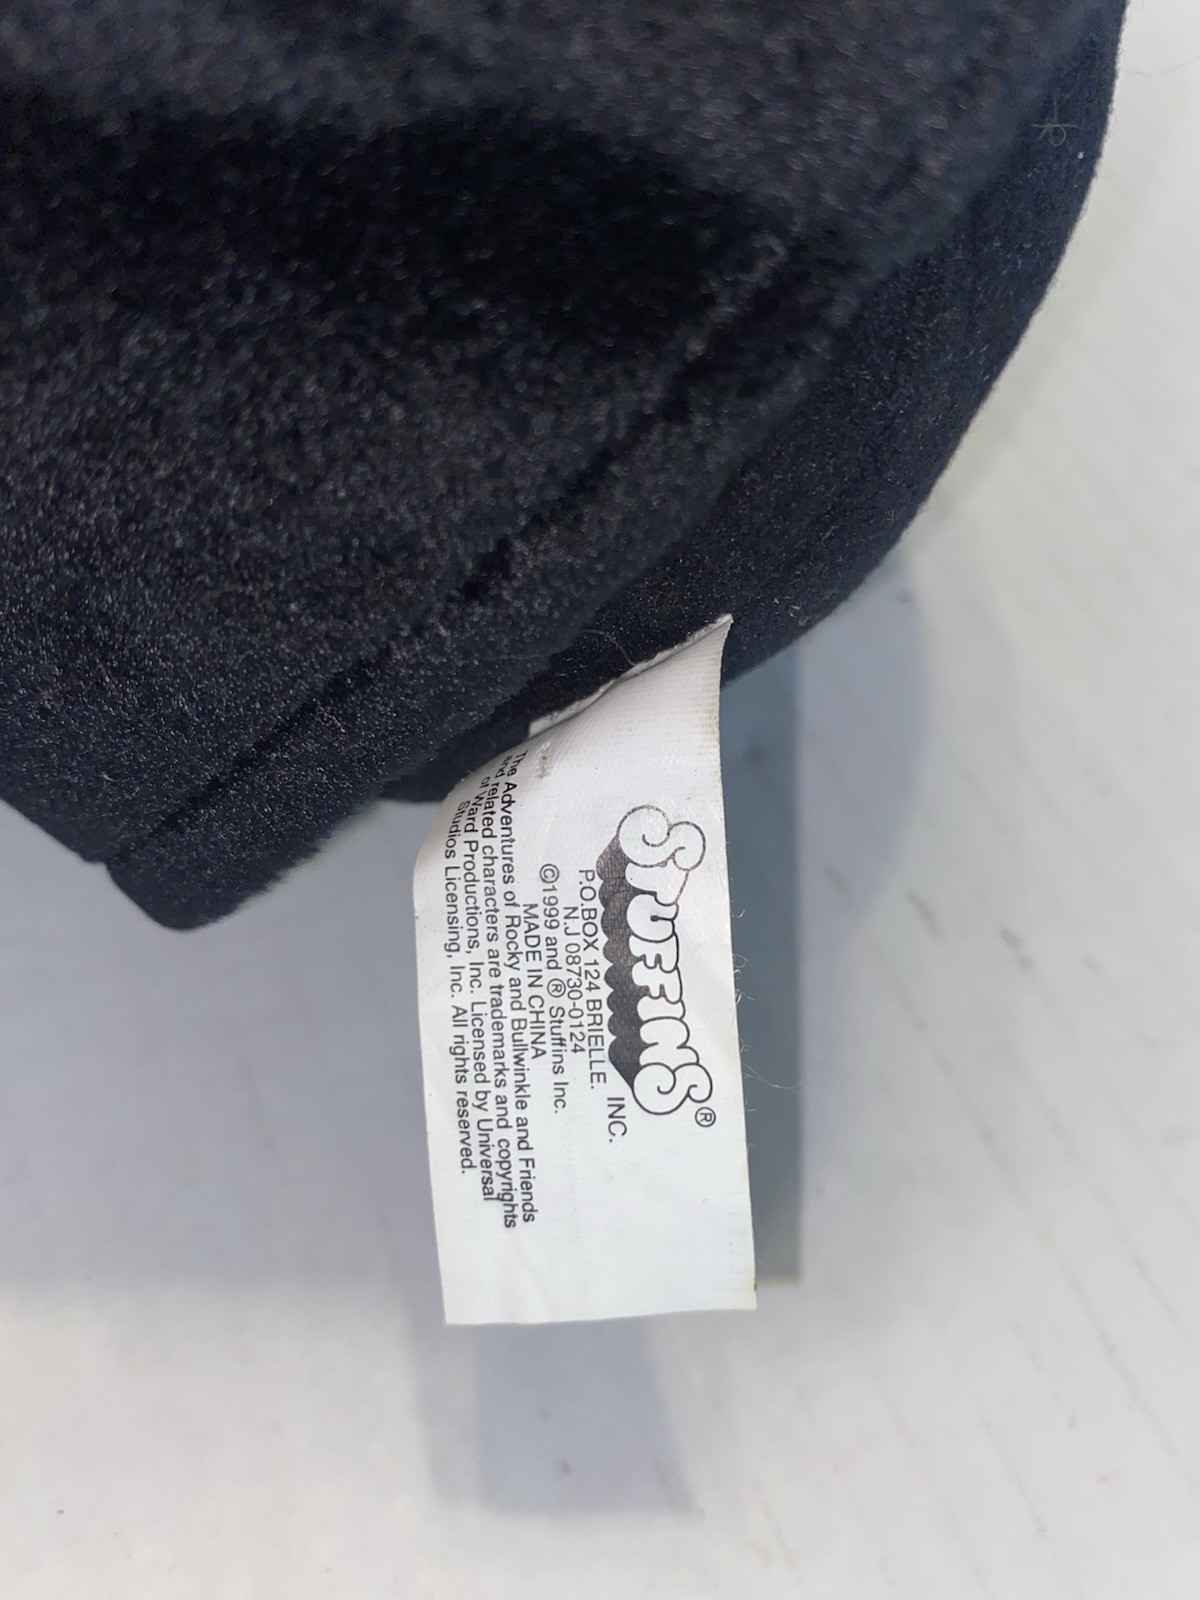 STUFFINS®
INC.
P.O.BOX 124 BRIELLE.
N.J 08730-0124
©1999 and ® Stuffins Inc.
MADE IN CHINA
The Adventures of Rocky and Bullwinkle and Friends
and related characters are trademarks and copyrights
of Ward Productions, Inc. Licensed by Universal
Studios Licensing, Inc. All rights reserved.